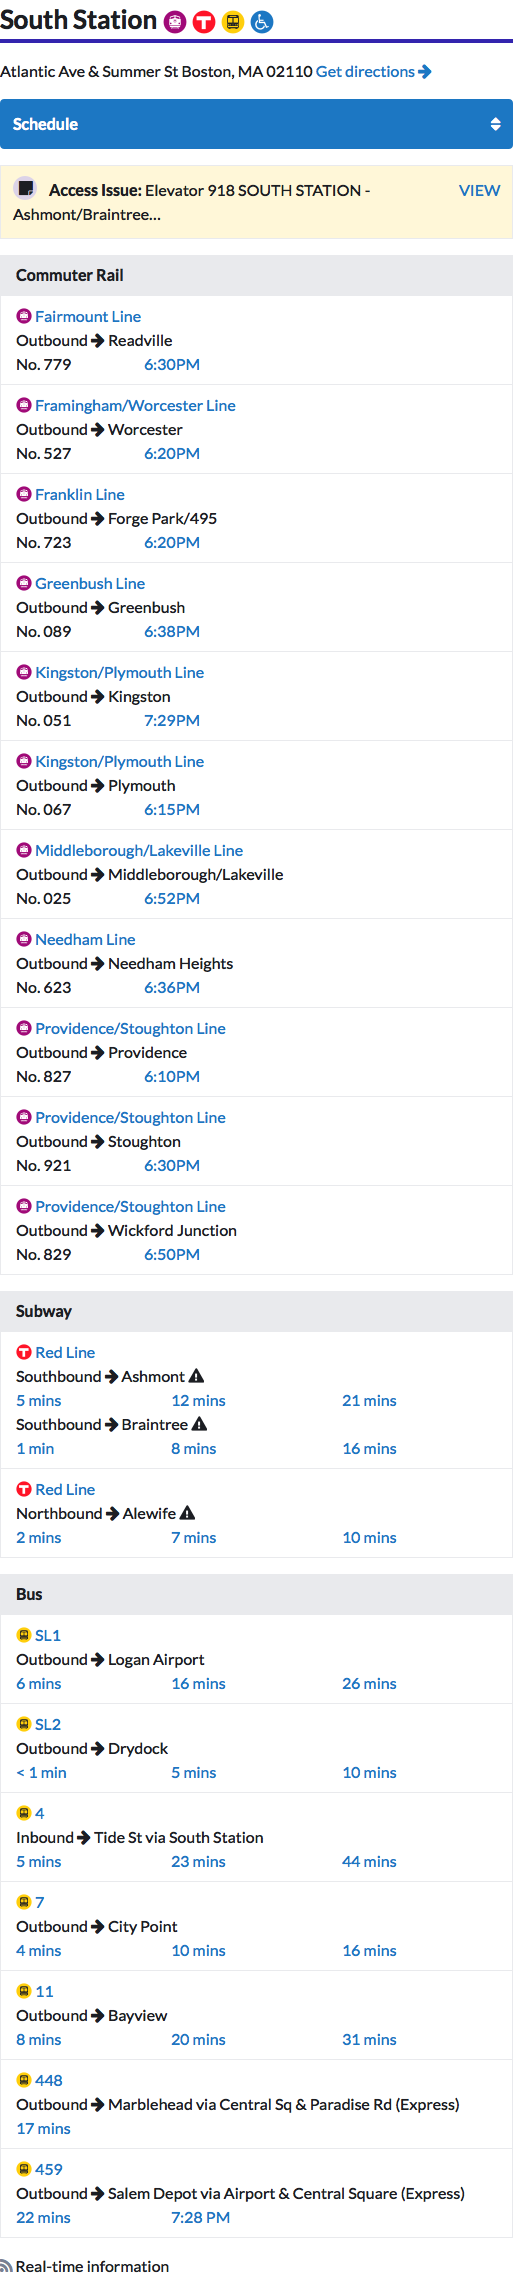 South Station
Atlantic Ave & Summer St Boston, MA 02110 Get directions
Schedule
Access Issue: Elevator 918 SOUTH STATION - VIEW
Ashmont/Braintree...
Commuter Rail
Fairmount Line
Outbound Readville
No. 779 6:30PM
Framingham/Worcester Line
Outbound Worcester
No. 527 6:20PM
Franklin Line
Outbound Forge Park/495
No. 723 6:20PM
Greenbush Line
Outbound Greenbush
No. 089 6:38PM
Kingston/Plymouth Line
Outbound Kingston
No. 051 7:29PM
Kingston/Plymouth Line
Outbound Plymouth
No. 067 6:15PM
Middleborough/Lakeville Line
Outbound Middleborough/Lakeville
No. 025 6:52PM
Needham Line
Outbound Needham Heights
No. 623 6:36PM
Providence/Stoughton Line
Outbound Providence
No. 827 6:10PM
Providence/Stoughton Line
Outbound Stoughton
No. 921 6:30PM
Providence/Stoughton Line
Outbound Wickford Junction
No. 829 6:50PM
Subway
Red Line
Southbound Ashmont
5 mins 12 mins 21 mins
Southbound Braintree
1 min 8 mins 16 mins
Red Line
Northbound Alewife
2 mins 7 mins 10 mins
Bus
SL1
Outbound Logan Airport
6 mins 16 mins 26 mins
SL2
Outbound Drydock
< 1 min 5 mins 10 mins
4
Inbound Tide St via South Station
5 mins 23 mins 44 mins
7
Outbound City Point
4 mins 10 mins 16 mins
11
Outbound Bayview
8 mins 20 mins 31 mins
448
Outbound Marblehead via Central Sq & Paradise Rd (Express)
17 mins
459
Outbound Salem Depot via Airport & Central Square (Express)
22 mins 7:28 PM
Real-time information